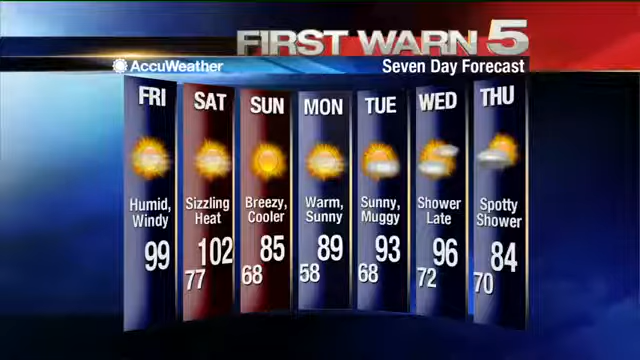 FIRST WARN 5
AccuWeather
Seven Day Forecast
FRI SAT SUN MON TUE WED THU
Humid, Windy
99
Sizzling Heat
102
77
Breezy, Cooler
85
68
Warm, Sunny
89
58
Sunny, Muggy
93
68
Shower Late
96
72
Spotty Shower
84
70